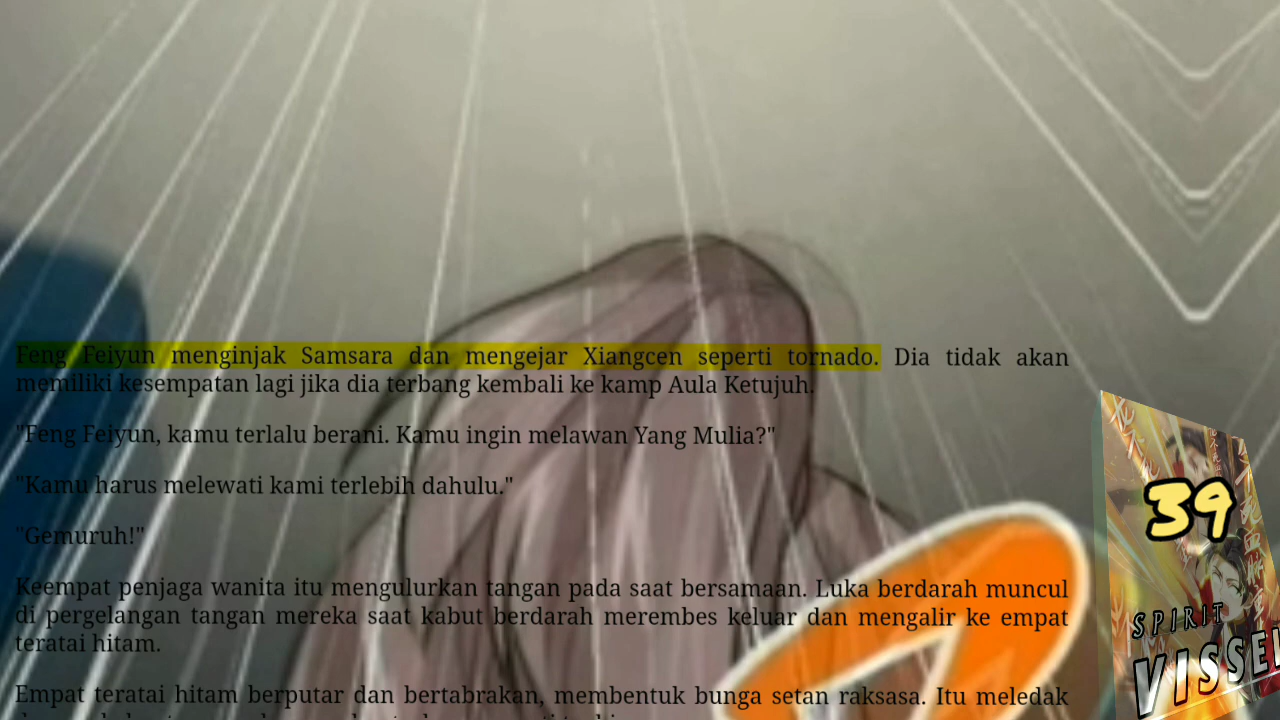 Feng Feiyun menginjak Samsara dan mengejar Xiangcen seperti tornado. Dia tidak akan
memiliki kesempatan lagi jika dia terbang kembali ke kamp Aula Ketujuh.
"Feng Feiyun, kamu terlalu berani. Kamu ingin melawan Yang Mulia?"
"Kamu harus melewati kami terlebih dahulu."
"Gemuruh!"
Keempat penjaga wanita itu mengulurkan tangan pada saat bersamaan. Luka berdarah muncul
di pergelangan tangan mereka saat kabut berdarah merembes keluar dan mengalir ke empat
teratai hitam.
Empat teratai hitam berputar dan bertabrakan, membentuk bunga setan raksasa. Itu meledak
39
SPIRIT
VISSEL